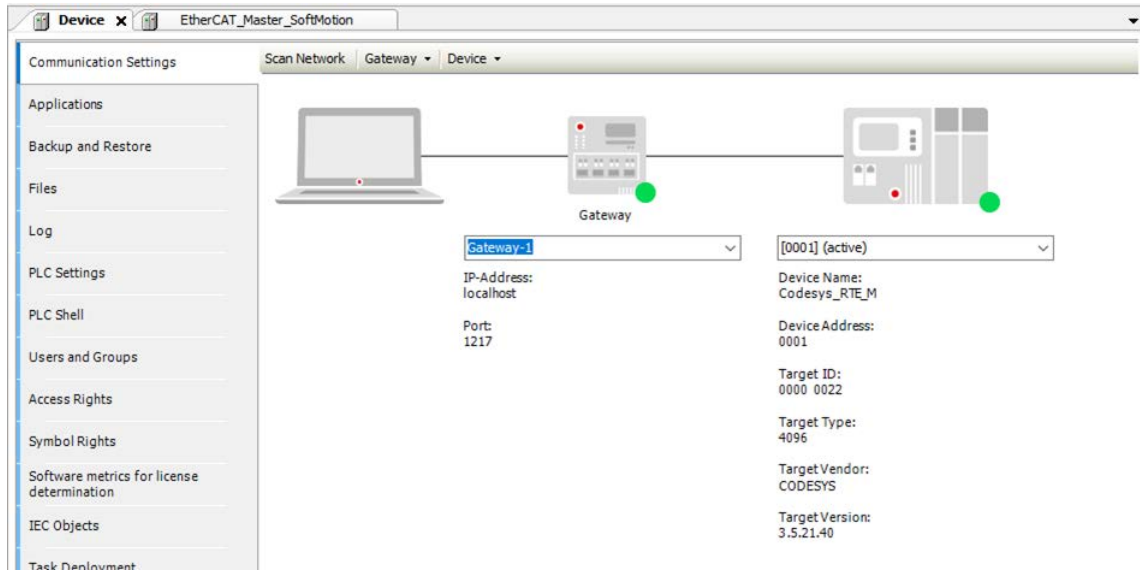 Device
EtherCAT_Master_SoftMotion
Communication Settings
Scan Network Gateway Device
Applications
Backup and Restore
Files
Log
PLC Settings
PLC Shell
Users and Groups
Access Rights
Symbol Rights
Software metrics for license
determination
IEC Objects
Task Deployment
Gateway
Gateway-1
IP-Address:
localhost
Port:
1217
[0001] (active)
Device Name:
Codesys_RTE_M
Device Address:
0001
Target ID:
0000 0022
Target Type:
4096
Target Vendor:
CODESYS
Target Version:
3.5.21.40